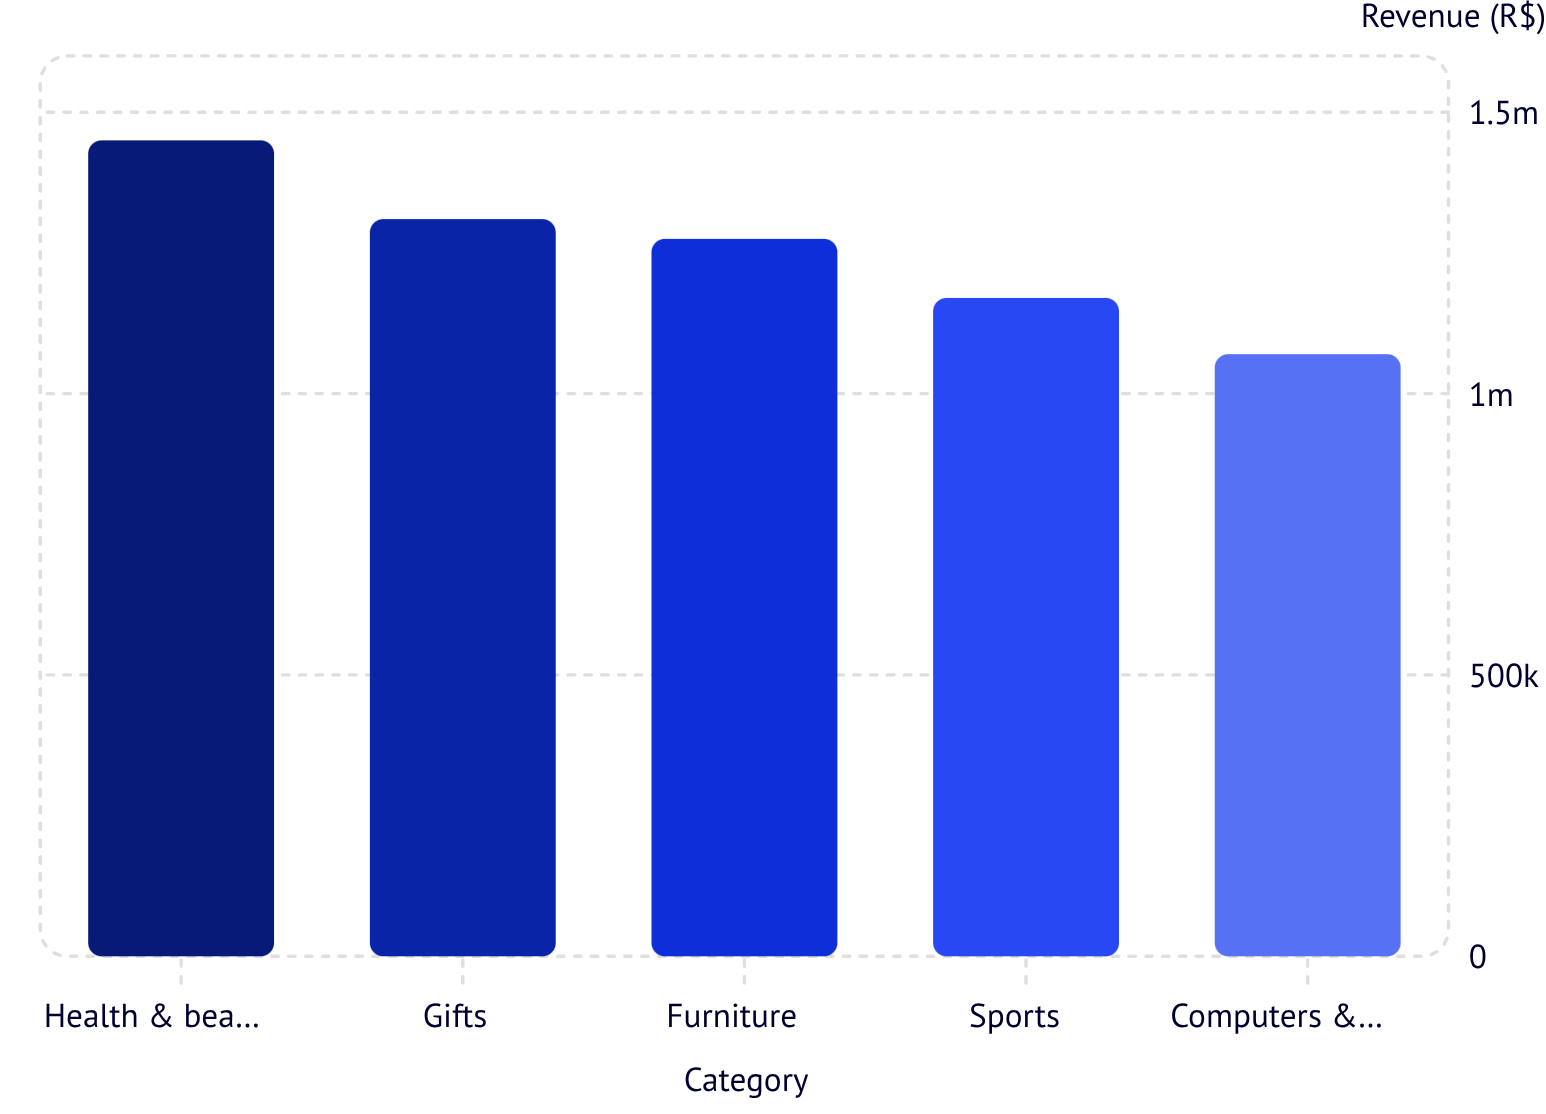 Revenue (R$)
1.5m
1m
500k
0
Health & bea...
Gifts
Furniture
Sports
Computers &...
Category